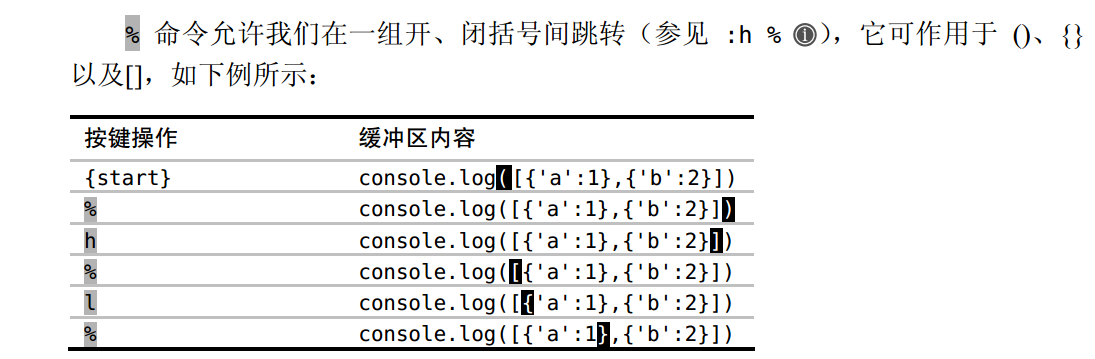 % 命令允许我们在一组开、闭括号间跳转（参见 :h % ⓘ），它可作用于 ()、{}
以及[]，如下例所示：
按键操作 缓冲区内容
{start} console.log([{'a':1},{'b':2}])
% console.log([{'a':1},{'b':2}])
h console.log([{'a':1},{'b':2}])
% console.log([{'a':1},{'b':2}])
l console.log([{'a':1},{'b':2}])
% console.log([{'a':1},{'b':2}])